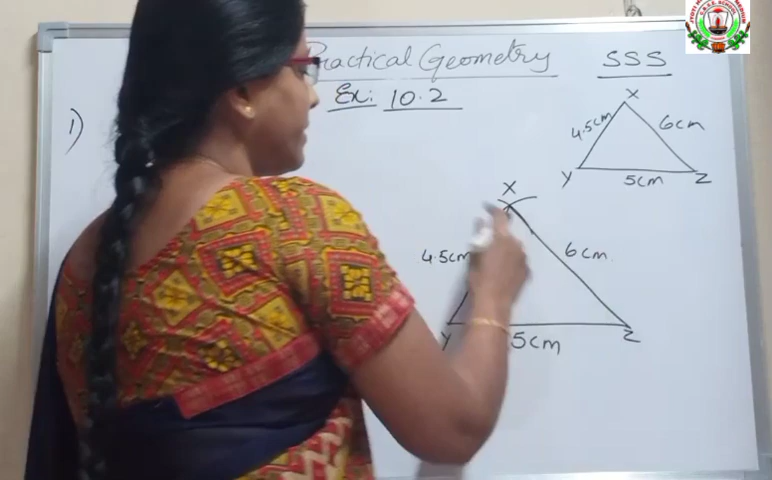 Practical Geometry SSS
Ex: 10.2
1)
X
4.5cm 6cm
Y 5cm Z
X
4.5cm 6cm.
Y 5cm Z